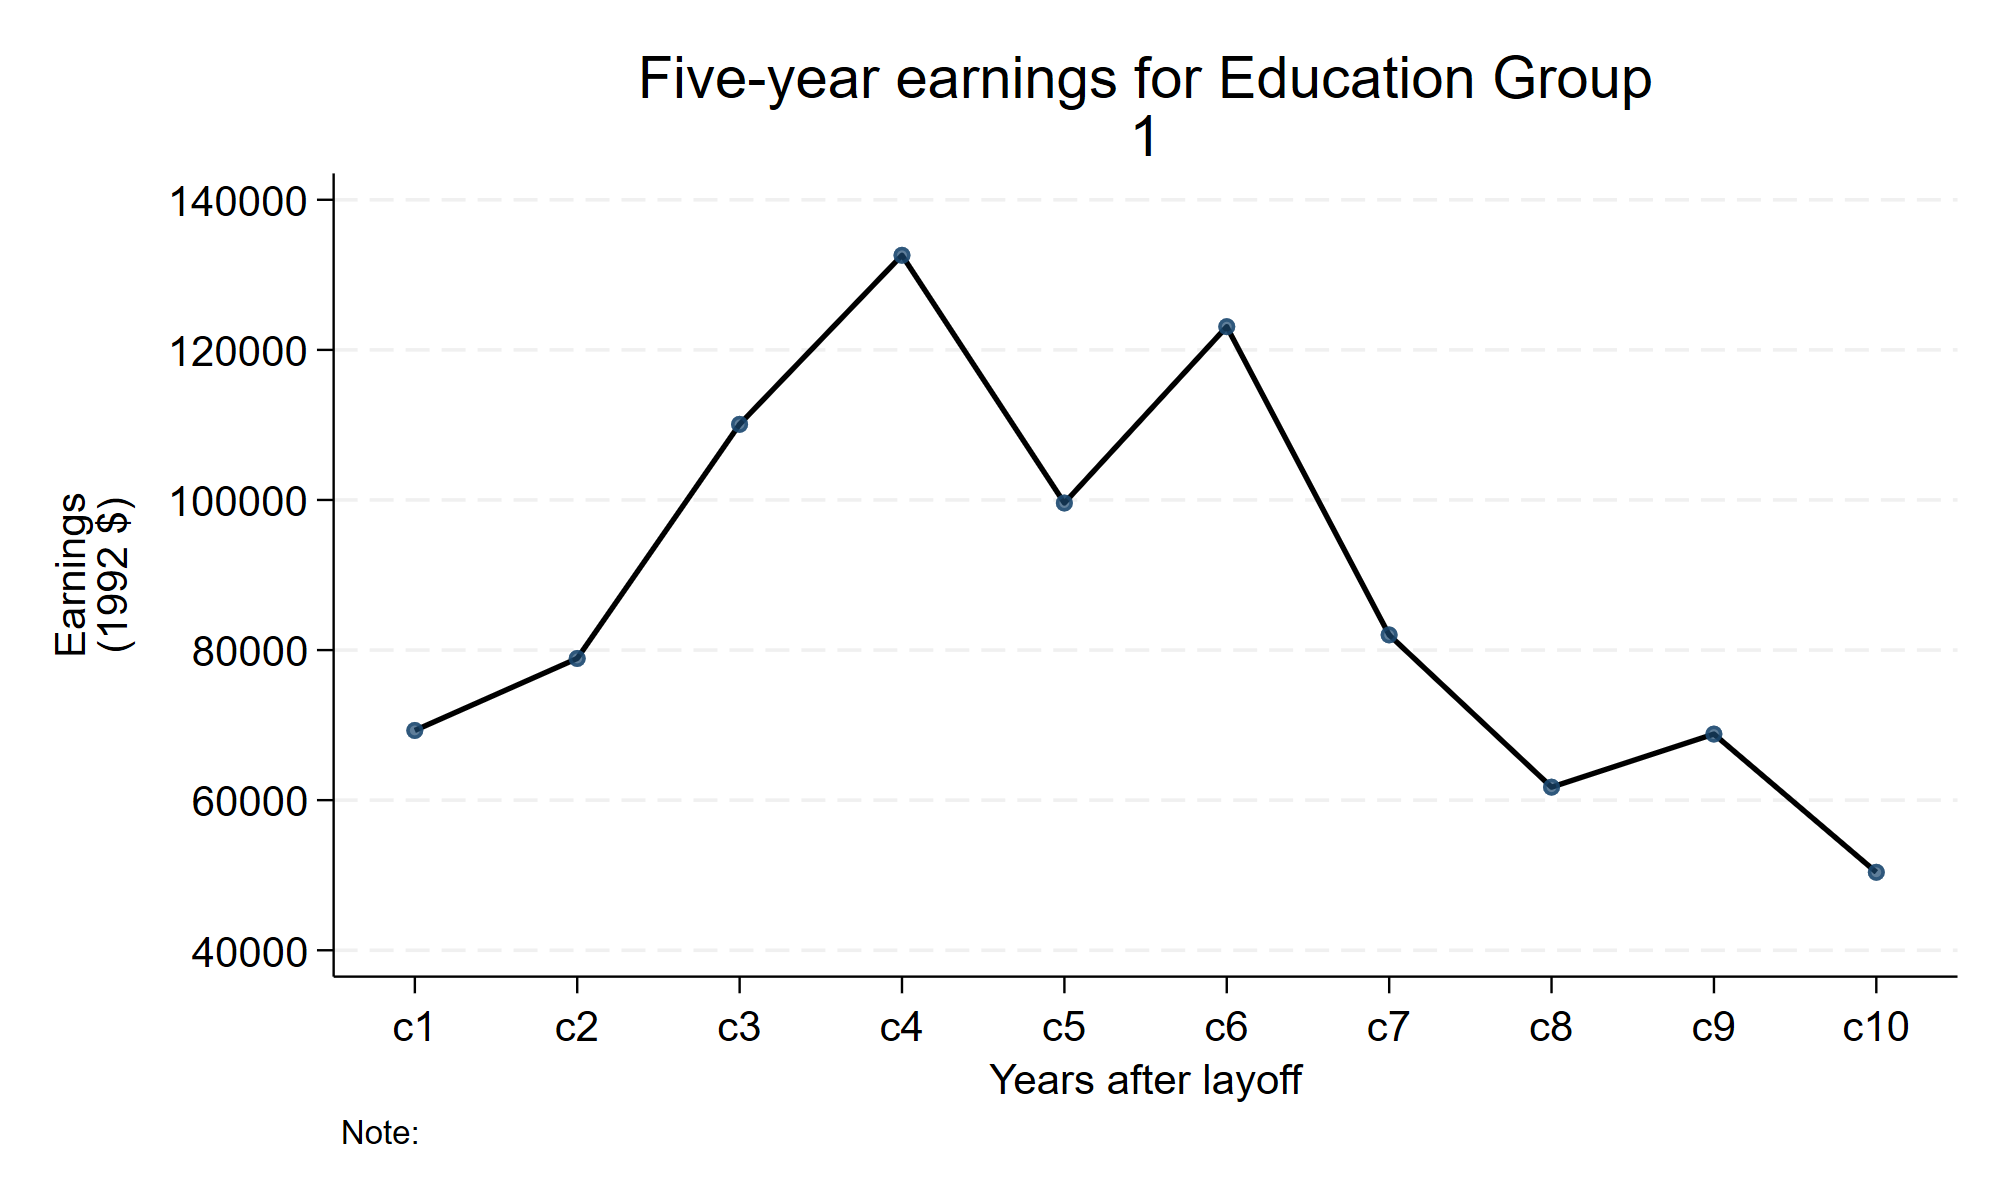 Five-year earnings for Education Group
1
140000
120000
100000
80000
60000
40000
Earnings
(1992 $)
c1 c2 c3 c4 c5 c6 c7 c8 c9 c10
Years after layoff
Note: